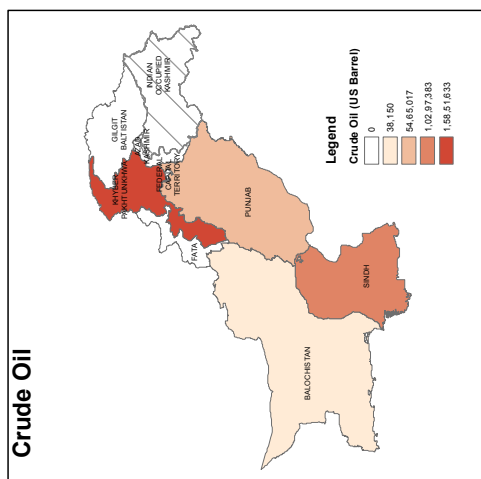 Crude Oil
INDIAN
OCCUPIED
KASHMIR
GILGIT
BALTISTAN
AZAD
KASHMIR
KHYBER
PAKHTUNKHWA
FEDERAL
CAPITAL
TERRITORY
FATA
PUNJAB
BALOCHISTAN
SINDH
Legend
Crude Oil (US Barrel)
0
38,150
54,65,017
1,02,97,383
1,58,51,633